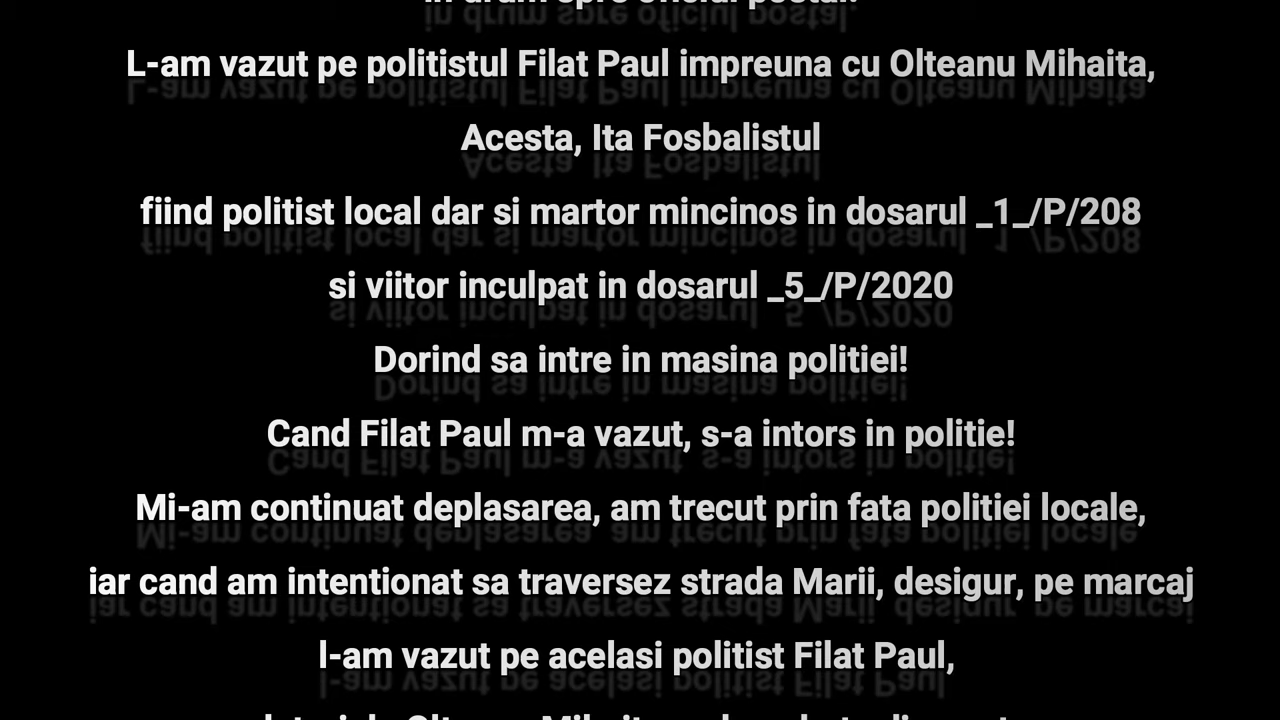 in drum spre oficiul postal.
L-am vazut pe politistul Filat Paul impreuna cu Olteanu Mihaita,
Acesta, Ita Fosbalistul
fiind politist local dar si martor mincinos in dosarul _1_/P/208
si viitor inculpat in dosarul _5_/P/2020
Dorind sa intre in masina politiei!
Cand Filat Paul m-a vazut, s-a intors in politie!
Mi-am continuat deplasarea, am trecut prin fata politiei locale,
iar cand am intentionat sa traversez strada Marii, desigur, pe marcaj
l-am vazut pe acelasi politist Filat Paul,